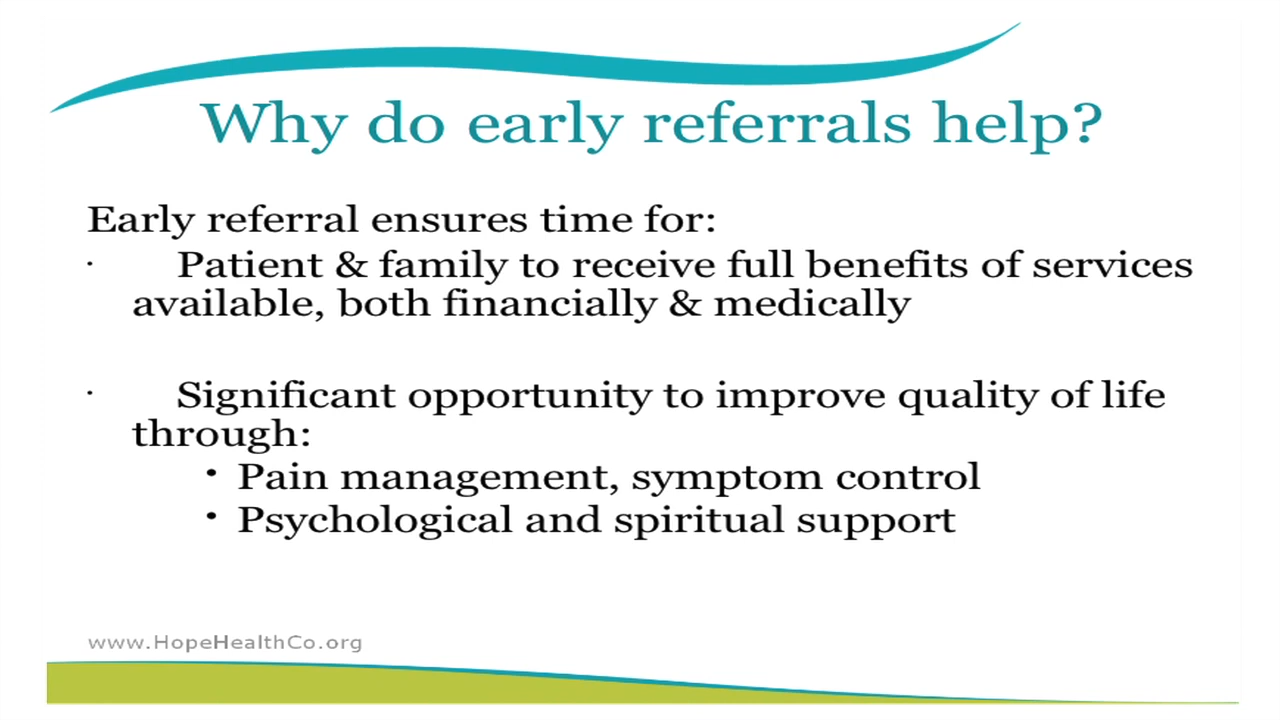 Why do early referrals help?
Early referral ensures time for:
· Patient & family to receive full benefits of services
available, both financially & medically
· Significant opportunity to improve quality of life
through:
• Pain management, symptom control
• Psychological and spiritual support
www.HopeHealthCo.org